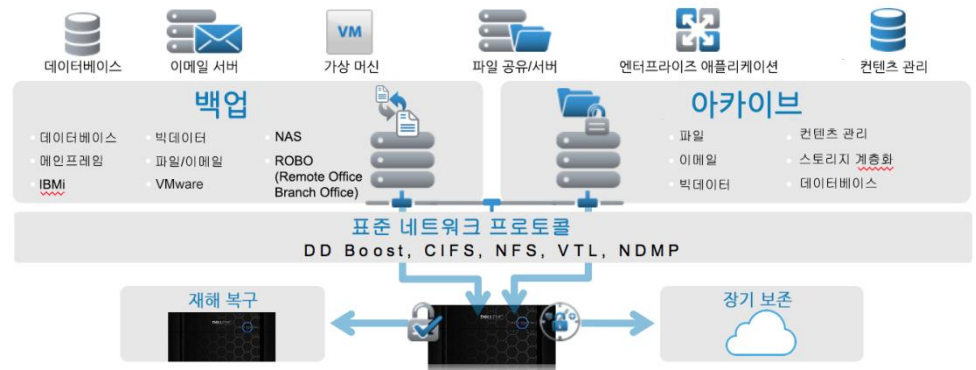 VM
데이터베이스
이메일 서버
가상 머신
파일 공유/서버
엔터프라이즈 애플리케이션
컨텐츠 관리
백업
데이터베이스
메인프레임
IBMi
빅데이터
파일/이메일
VMware
NAS
ROBO
(Remote Office
Branch Office)
아카이브
파일
이메일
빅데이터
컨텐츠 관리
스토리지 계층화
데이터베이스
표준 네트워크 프로토콜
DD Boost, CIFS, NFS, VTL, NDMP
재해 복구
장기 보존